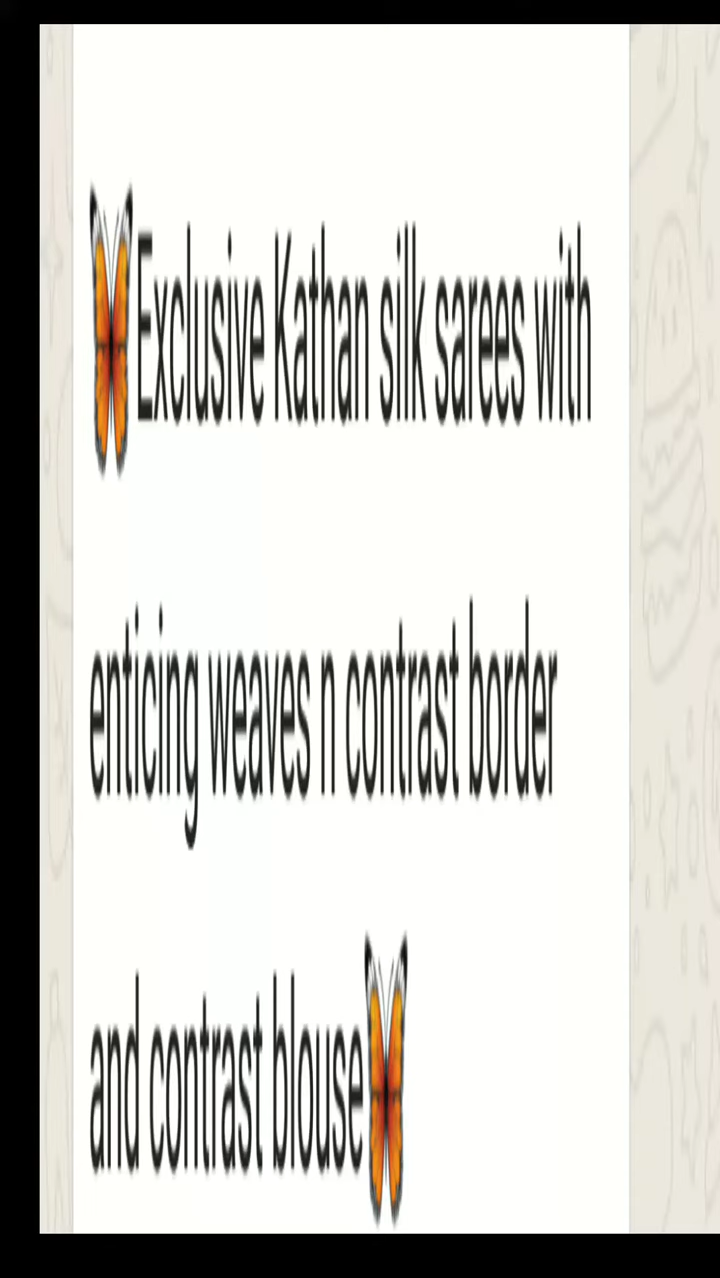 🦋Exclusive Kathan silk sarees with
enticing weaves n contrast border
and contrast blouse🦋